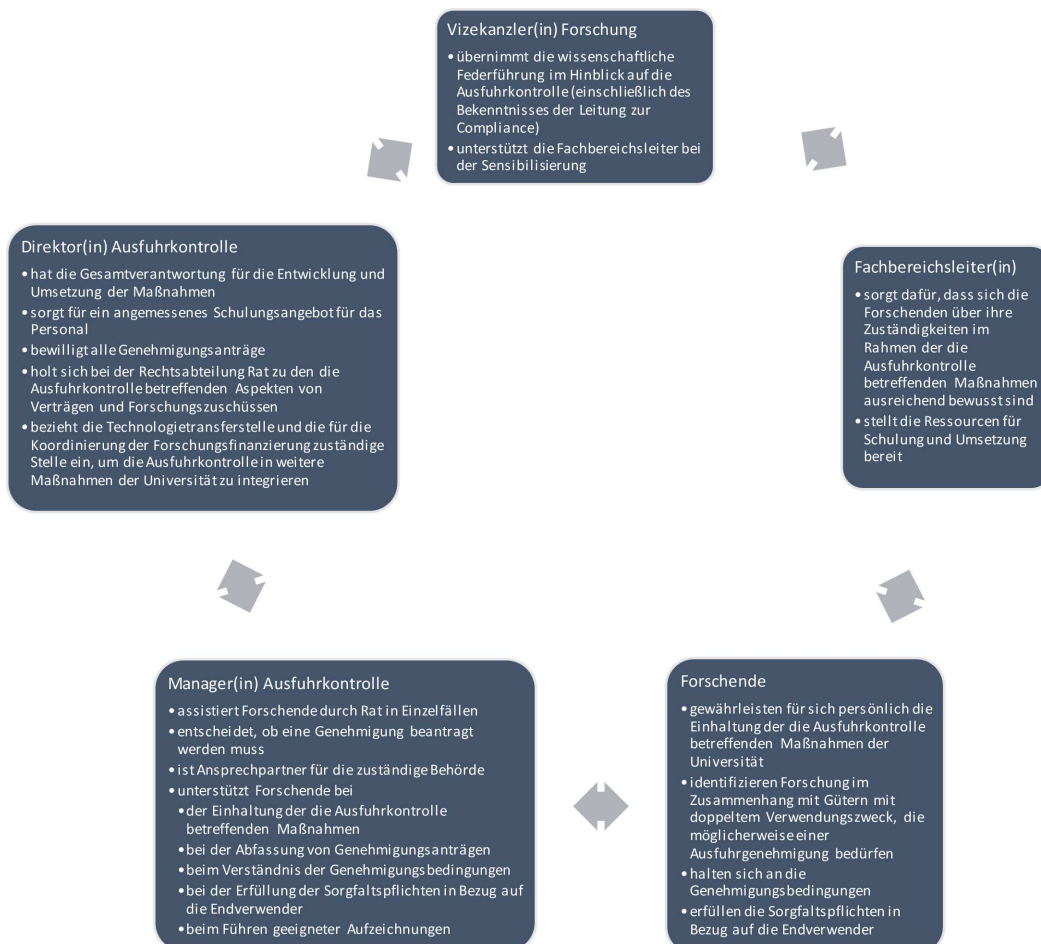 Vizekanzler(in) Forschung
• übernimmt die wissenschaftliche
Federführung im Hinblick auf die
Ausfuhrkontrolle (einschließlich des
Bekenntnisses der Leitung zur
Compliance)
• unterstützt die Fachbereichsleiter bei
der Sensibilisierung
Direktor(in) Ausfuhrkontrolle
• hat die Gesamtverantwortung für die Entwicklung und
Umsetzung der Maßnahmen
• sorgt für ein angemessenes Schulungsangebot für das
Personal
• bewilligt alle Genehmigungsanträge
• holt sich bei der Rechtsabteilung Rat zu den die
Ausfuhrkontrolle betreffenden Aspekten von
Verträgen und Forschungszuschüssen
• bezieht die Technologietransferstelle und die für die
Koordinierung der Forschungsfinanzierung zuständige
Stelle ein, um die Ausfuhrkontrolle in weitere
Maßnahmen der Universität zu integrieren
Fachbereichsleiter(in)
• sorgt dafür, dass sich die
Forschenden über ihre
Zuständigkeiten im
Rahmen der die
Ausfuhrkontrolle
betreffenden Maßnahmen
ausreichend bewusst sind
• stellt die Ressourcen für
Schulung und Umsetzung
bereit
Manager(in) Ausfuhrkontrolle
• assistiert Forschende durch Rat in Einzelfällen
• entscheidet, ob eine Genehmigung beantragt
werden muss
• ist Ansprechpartner für die zuständige Behörde
• unterstützt Forschende bei
• der Einhaltung der die Ausfuhrkontrolle
betreffenden Maßnahmen
• bei der Abfassung von Genehmigungsanträgen
• beim Verständnis der Genehmigungsbedingungen
• bei der Erfüllung der Sorgfaltspflichten in Bezug auf
die Endverwender
• beim Führen geeigneter Aufzeichnungen
Forschende
• gewährleisten für sich persönlich die
Einhaltung der die Ausfuhrkontrolle
betreffenden Maßnahmen der
Universität
• identifizieren Forschung im
Zusammenhang mit Gütern mit
doppeltem Verwendungszweck, die
möglicherweise einer
Ausfuhrgenehmigung bedürfen
• halten sich an die
Genehmigungsbedingungen
• erfüllen die Sorgfaltspflichten in
Bezug auf die Endverwender